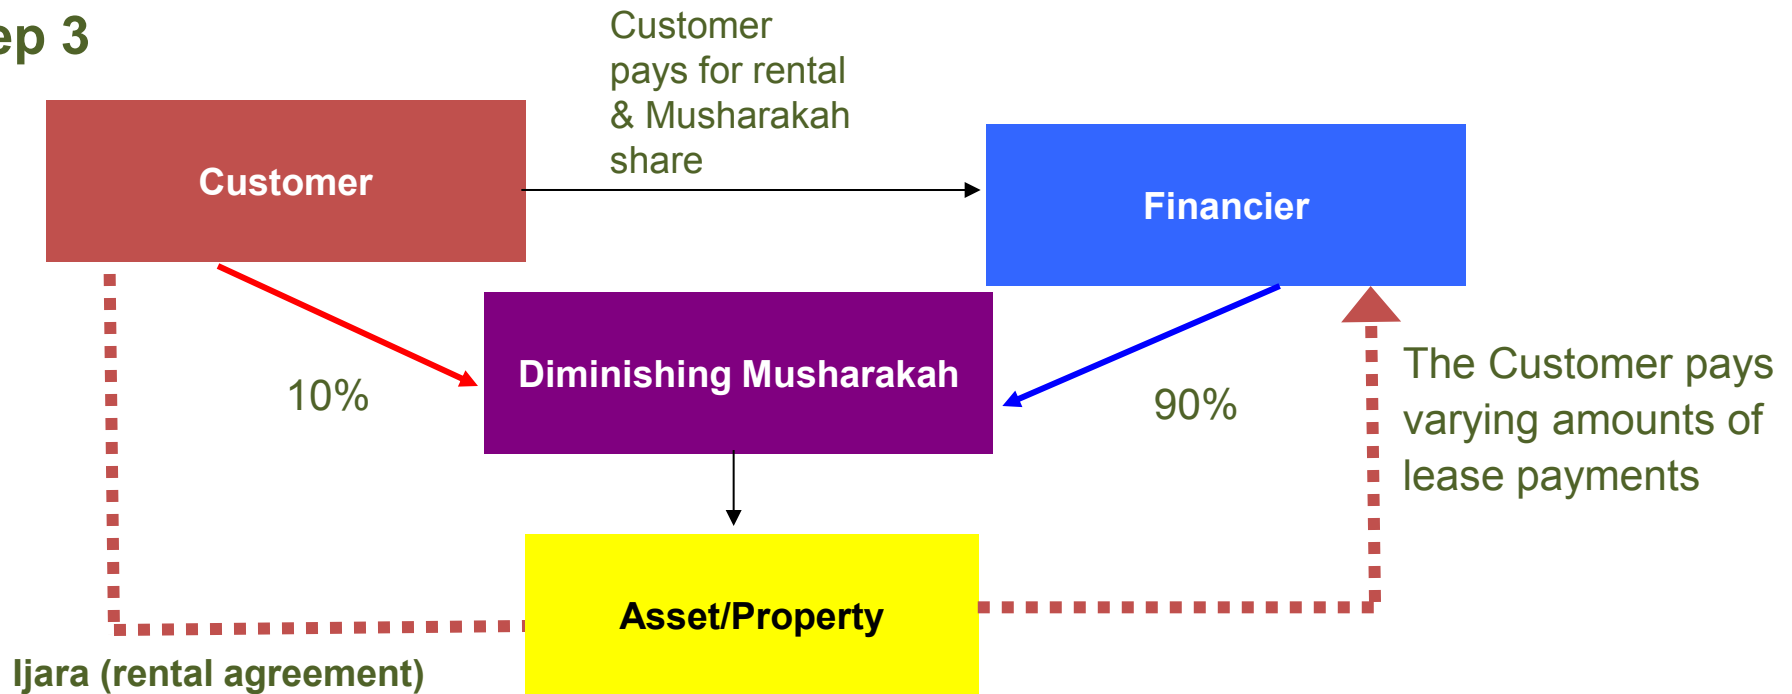 ep 3
Customer
pays for rental
& Musharakah
share
Customer
Financier
Diminishing Musharakah
10%
90%
The Customer pays
varying amounts of
lease payments
Asset/Property
Ijara (rental agreement)